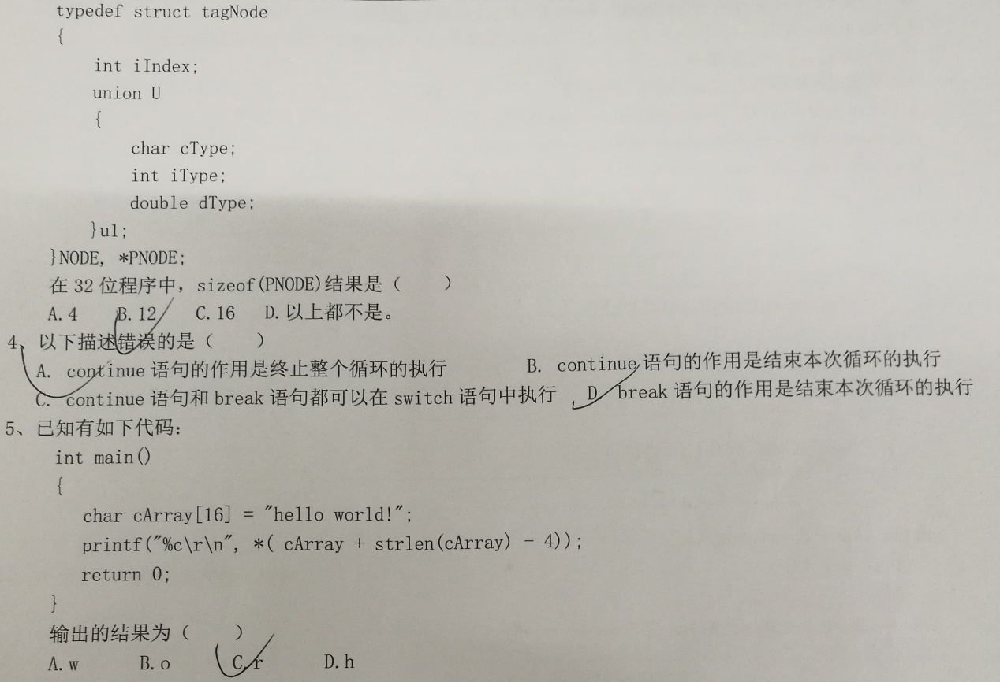 typedef struct tagNode
{
int iIndex;
union U
{
char cType;
int iType;
double dType;
}u1;
}NODE, *PNODE;
在 32 位程序中，sizeof(PNODE)结果是（　　）
A. 4　B. 12　C. 16　D. 以上都不是。
4、以下描述错误的是（　　）
A. continue 语句的作用是终止整个循环的执行　B. continue 语句的作用是结束本次循环的执行
C. continue 语句和 break 语句都可以在 switch 语句中执行　D. break 语句的作用是结束本次循环的执行
5、已知有如下代码：
int main()
{
char cArray[16] = "hello world!";
printf("%c\r\n", *( cArray + strlen(cArray) - 4));
return 0;
}
输出的结果为（　　）
A. w　B. o　C. r　D. h